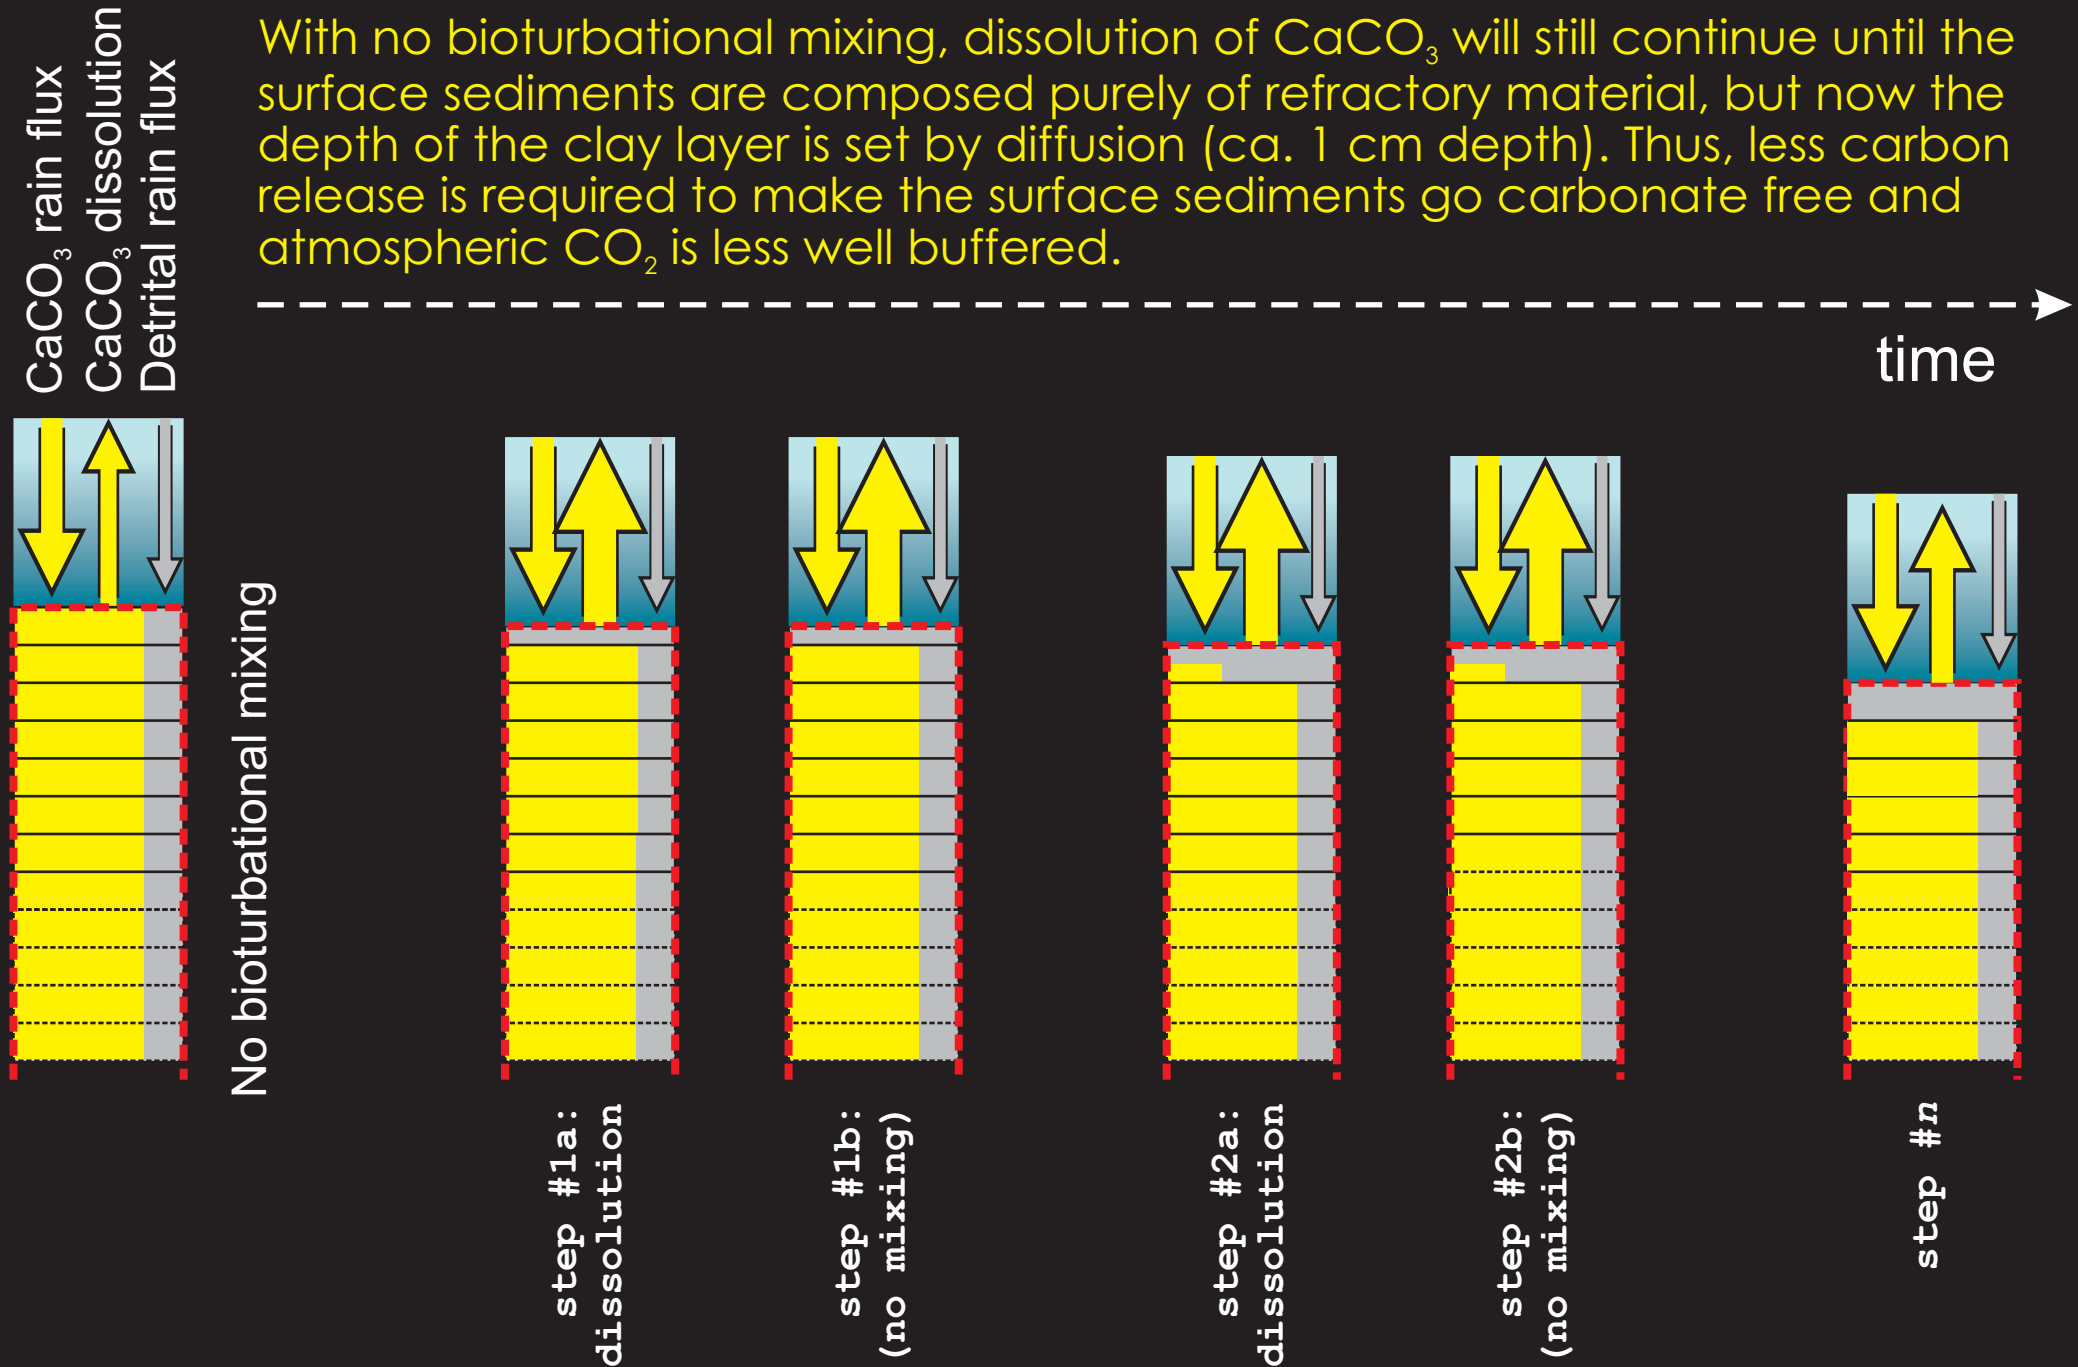 With no bioturbational mixing, dissolution of CaCO₃ will still continue until the
surface sediments are composed purely of refractory material, but now the
depth of the clay layer is set by diffusion (ca. 1 cm depth). Thus, less carbon
release is required to make the surface sediments go carbonate free and
atmospheric CO₂ is less well buffered.
CaCO₃ rain flux
CaCO₃ dissolution
Detrital rain flux
time
No bioturbational mixing
step #1a:
dissolution
step #1b:
(no mixing)
step #2a:
dissolution
step #2b:
(no mixing)
step #n